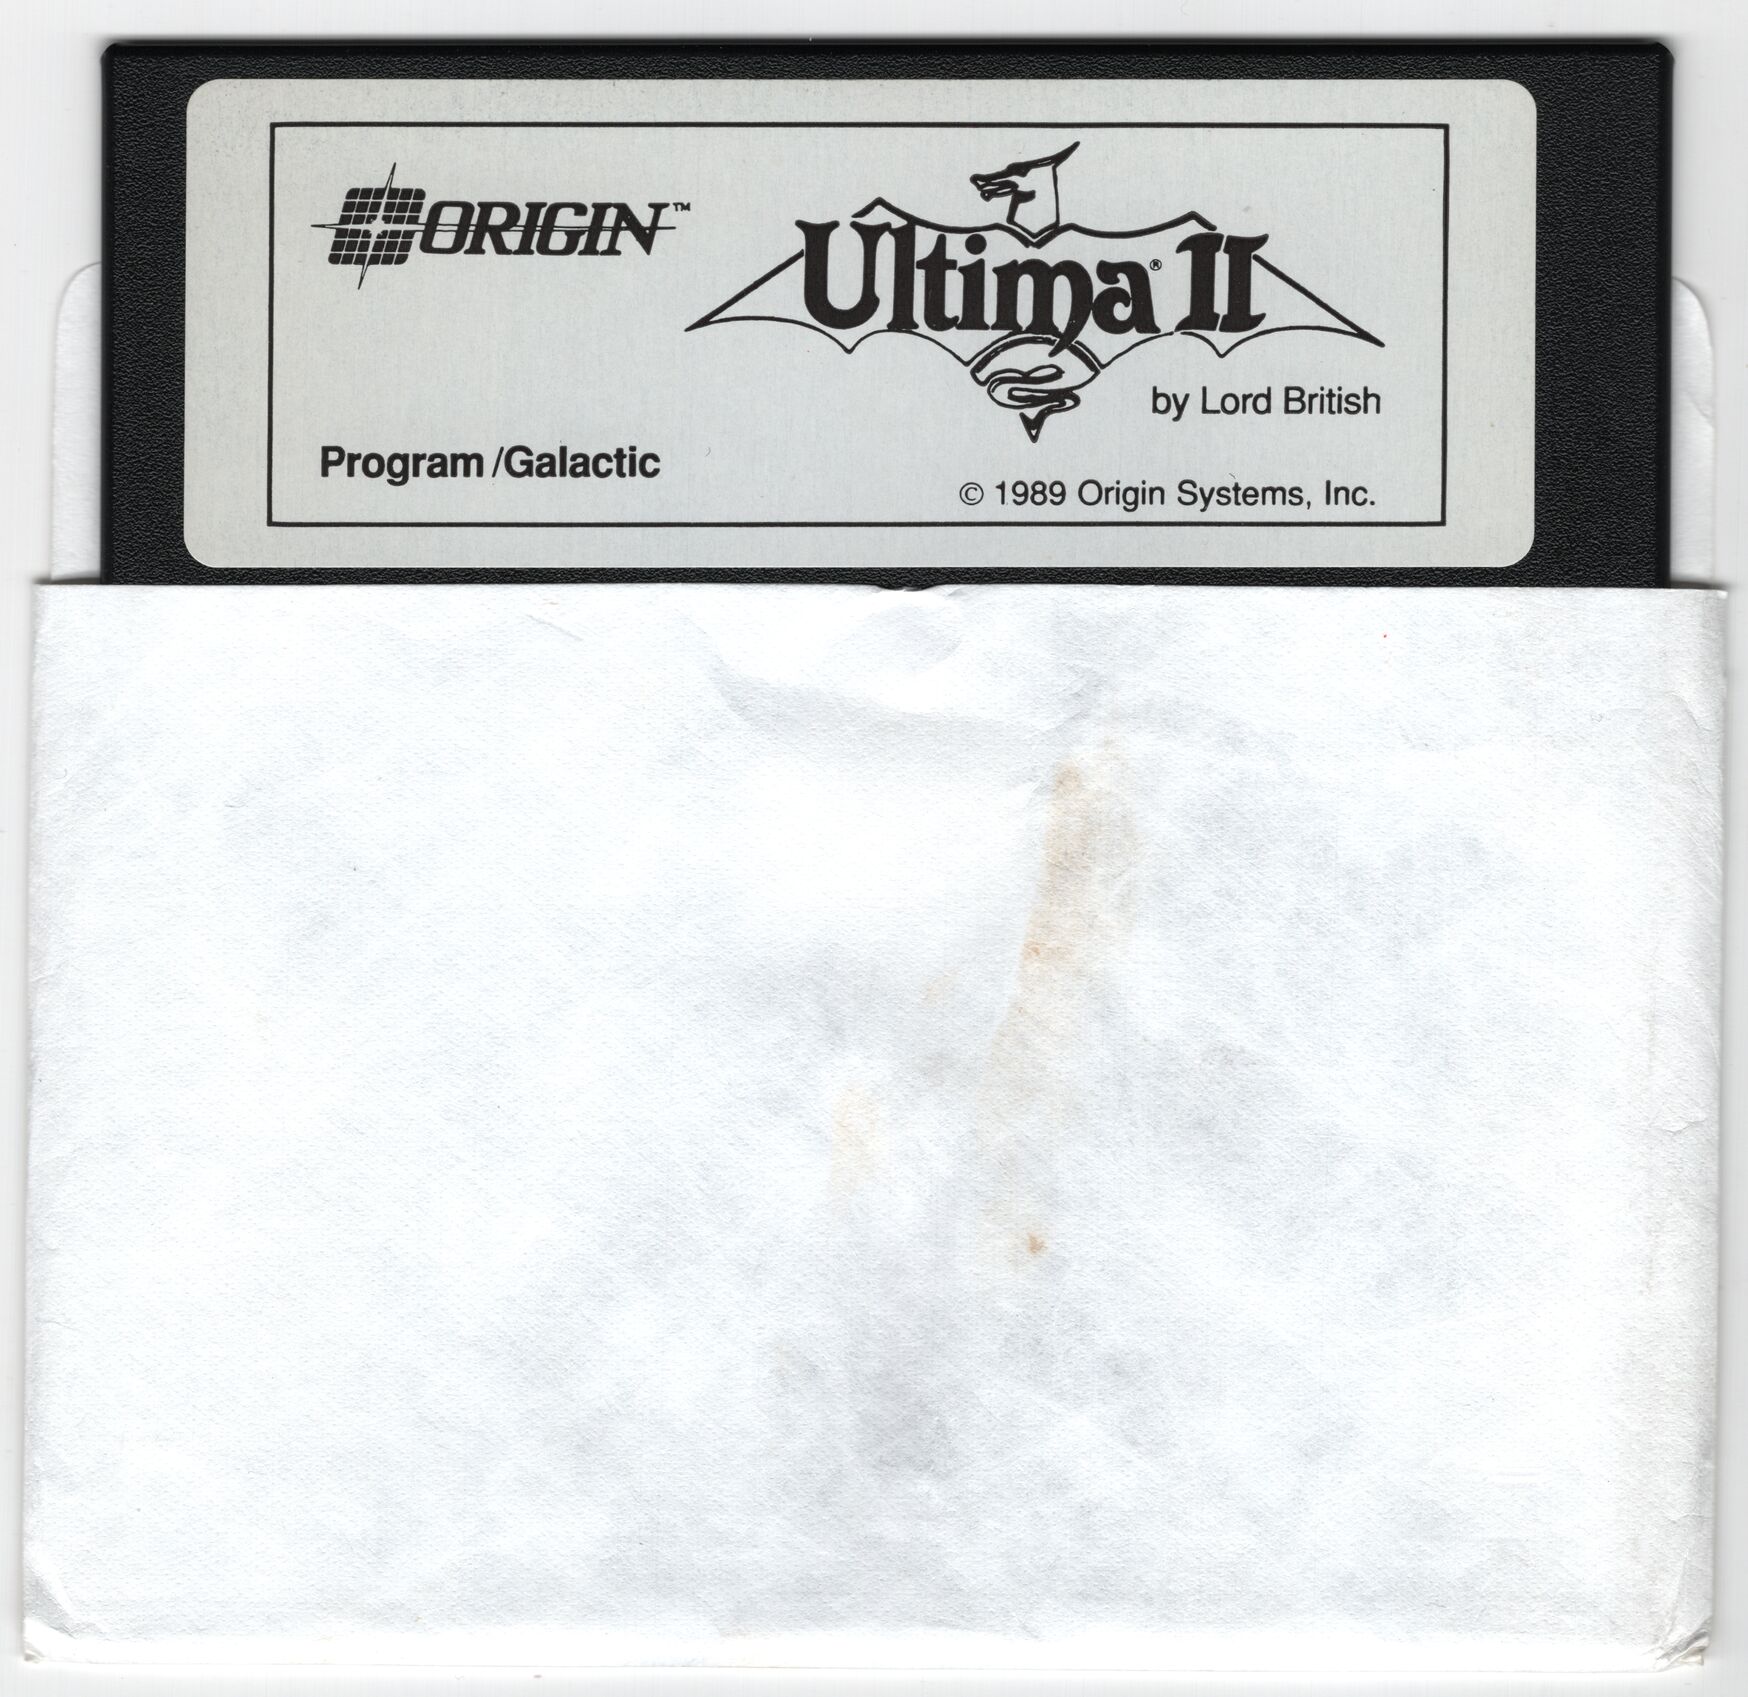 ORIGIN™
Ultima® II
by Lord British
Program/Galactic
© 1989 Origin Systems, Inc.